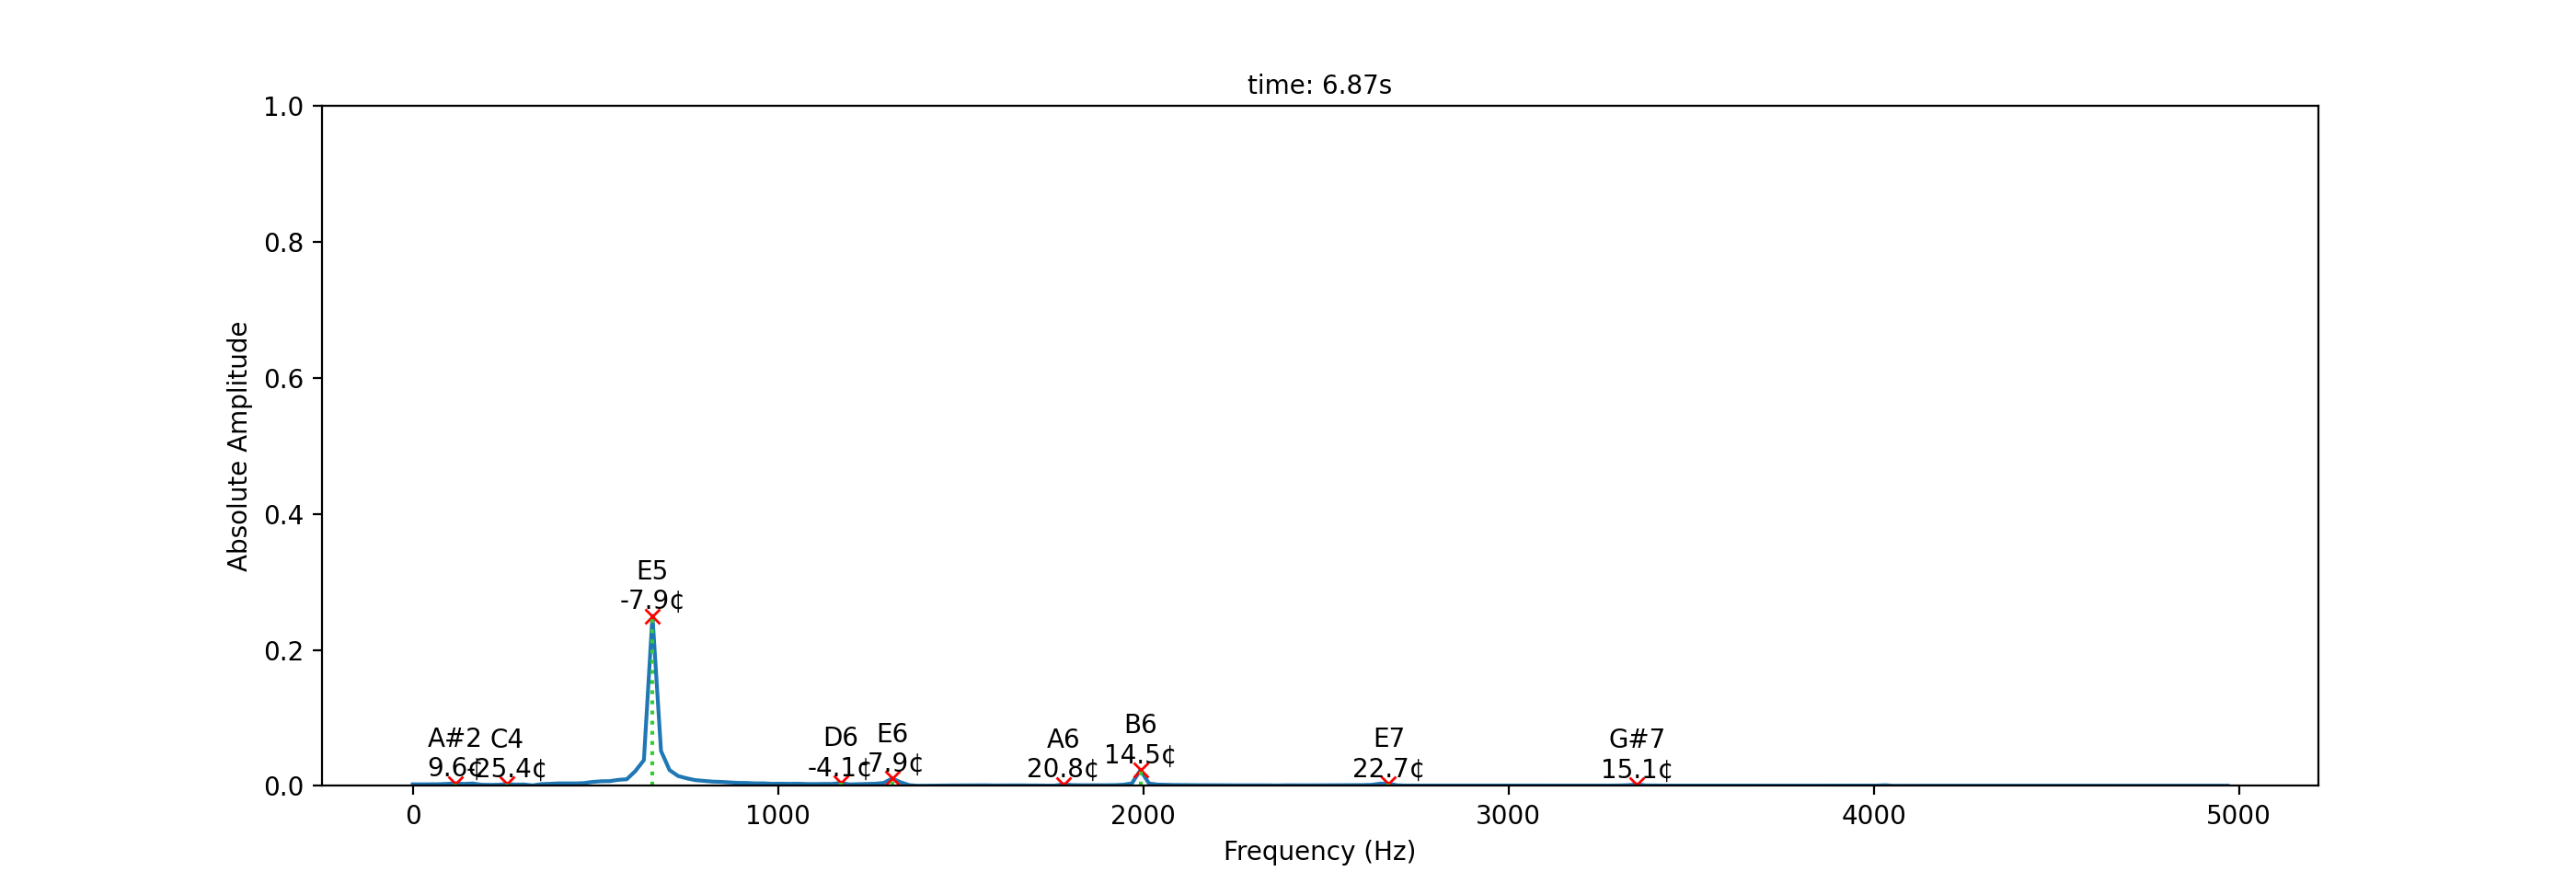 time: 6.87s
1.0
0.8
0.6
0.4
0.2
0.0
Absolute Amplitude
E5
-7.9¢
A#2
9.6¢
C4
-25.4¢
D6
-4.1¢
E6
-7.9¢
A6
20.8¢
B6
14.5¢
E7
22.7¢
G#7
15.1¢
0 1000 2000 3000 4000 5000
Frequency (Hz)